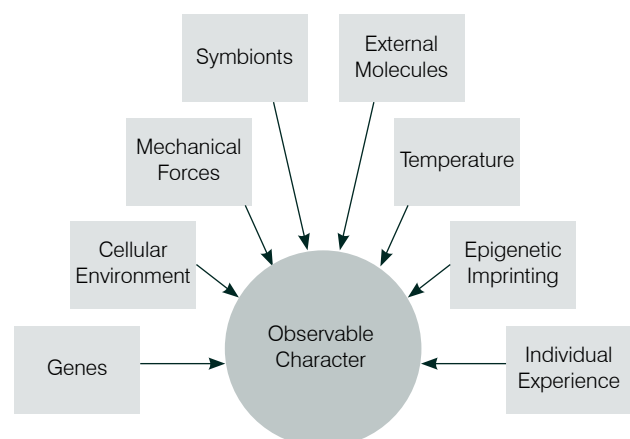 Symbionts
External
Molecules
Mechanical
Forces
Temperature
Cellular
Environment
Epigenetic
Imprinting
Observable
Character
Genes
Individual
Experience